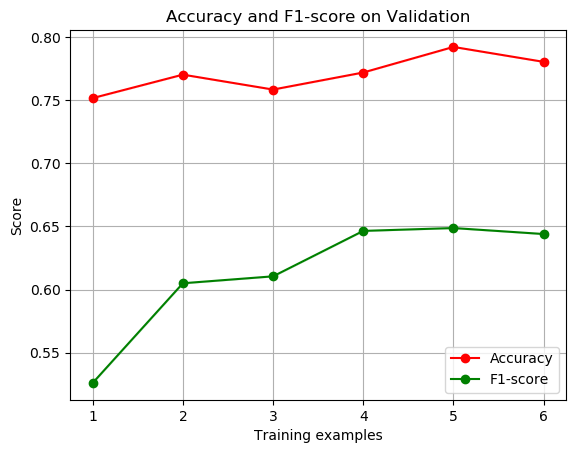 Accuracy and F1-score on Validation
0.80
0.75
0.70
0.65
0.60
0.55
Score
1 2 3 4 5 6
Training examples
Accuracy
F1-score